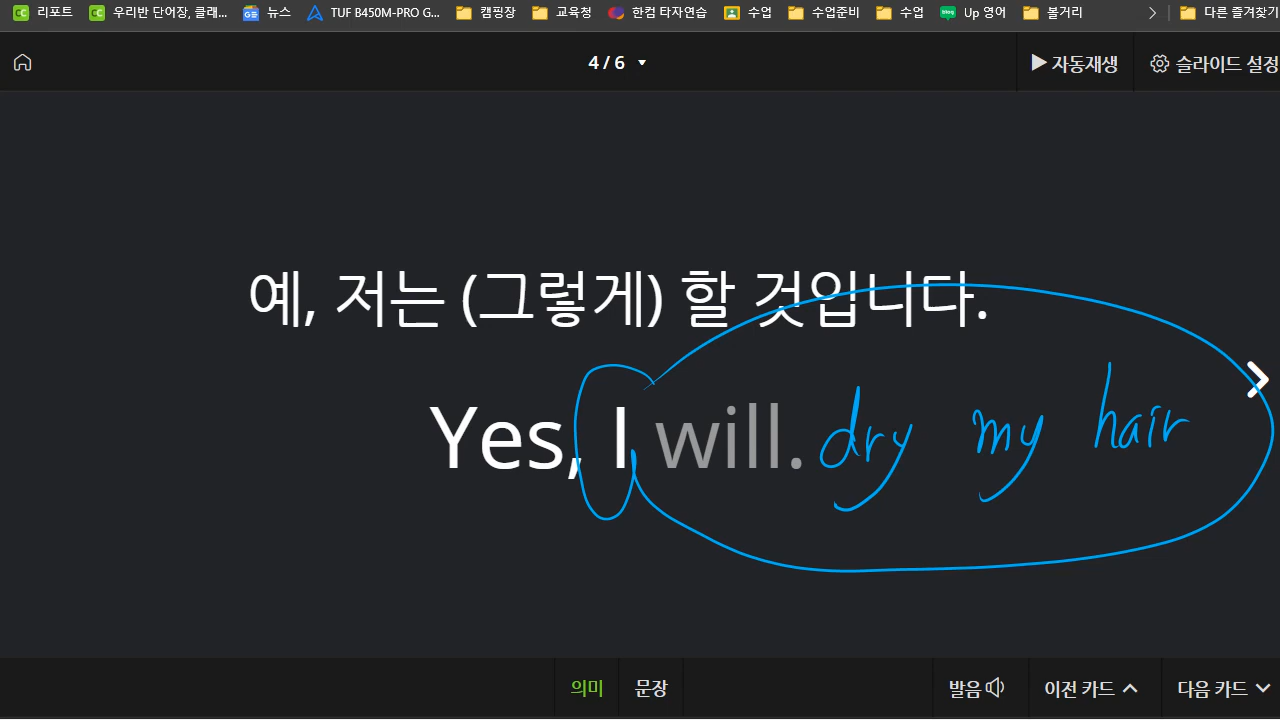 리포트 우리반 단어장, 클래... 뉴스 TUF B450M-PRO G... 캠핑장 교육청 한컴 타자연습 수업 수업준비 수업 Up 영어 볼거리 다른 즐겨찾기
4 / 6 자동재생 슬라이드 설정
예, 저는 (그렇게) 할 것입니다.
Yes, I will. dry my hair
의미 문장 발음 이전 카드 다음 카드